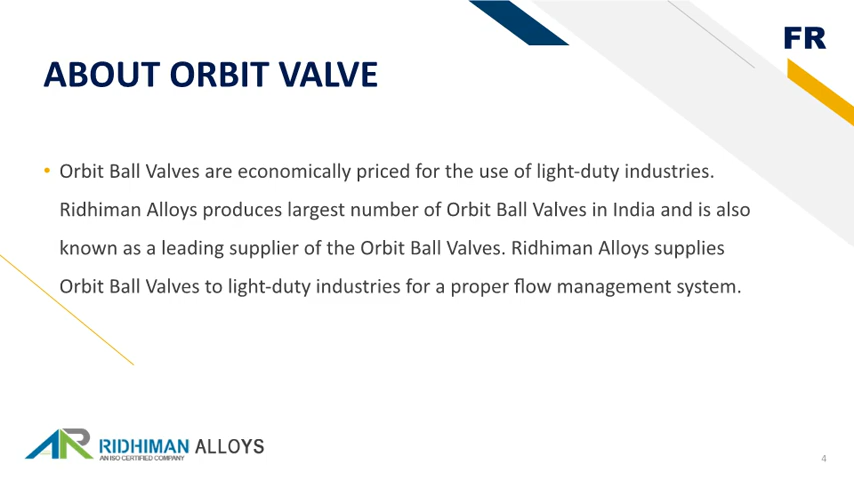 FR
ABOUT ORBIT VALVE
• Orbit Ball Valves are economically priced for the use of light-duty industries.
Ridhiman Alloys produces largest number of Orbit Ball Valves in India and is also
known as a leading supplier of the Orbit Ball Valves. Ridhiman Alloys supplies
Orbit Ball Valves to light-duty industries for a proper flow management system.
AR RIDHIMAN ALLOYS
AN ISO CERTIFIED COMPANY
4